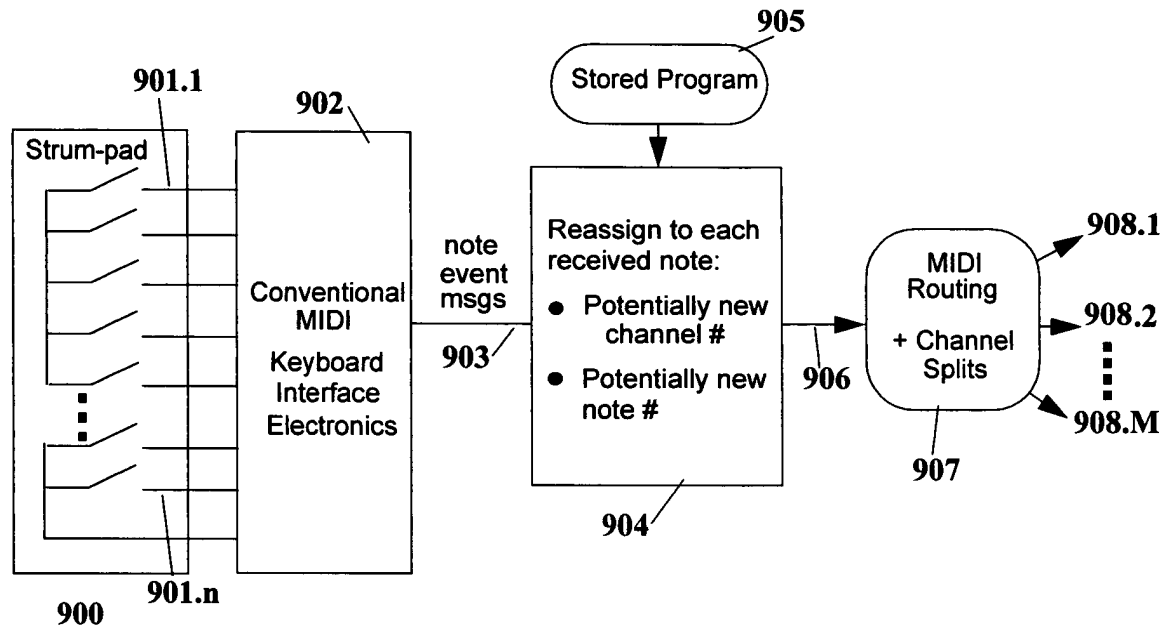 905
Stored Program
901.1
902
Strum-pad
Conventional
MIDI
Keyboard
Interface
Electronics
note
event
msgs
903
Reassign to each
received note:
● Potentially new
channel #
● Potentially new
note #
904
906
MIDI
Routing
+ Channel
Splits
907
908.1
908.2
908.M
901.n
900